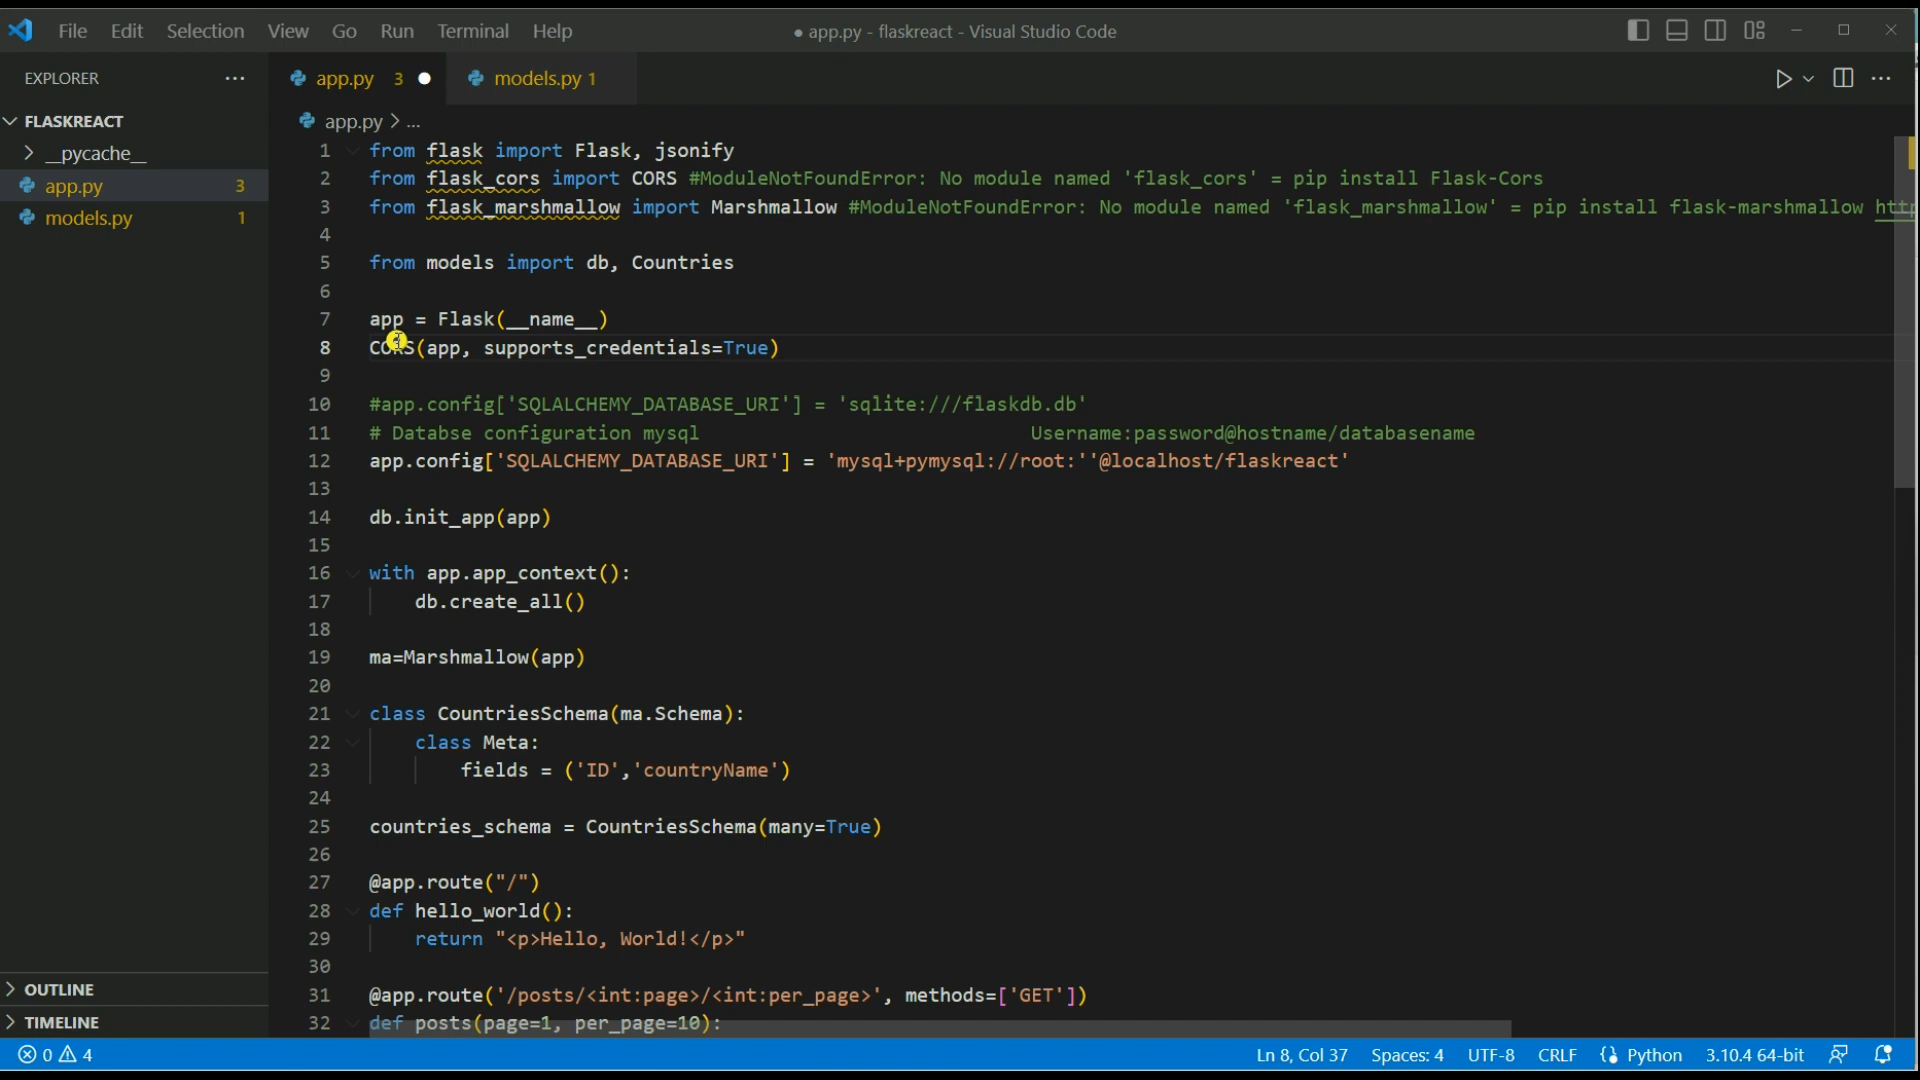 File Edit Selection View Go Run Terminal Help
● app.py - flaskreact - Visual Studio Code
EXPLORER
FLASKREACT
__pycache__
app.py 3
models.py 1
app.py 3
models.py 1
app.py > ...
1 from flask import Flask, jsonify
2 from flask_cors import CORS #ModuleNotFoundError: No module named 'flask_cors' = pip install Flask-Cors
3 from flask_marshmallow import Marshmallow #ModuleNotFoundError: No module named 'flask_marshmallow' = pip install flask-marshmallow
4
5 from models import db, Countries
6
7 app = Flask(__name__)
8 CORS(app, supports_credentials=True)
9
10 #app.config['SQLALCHEMY_DATABASE_URI'] = 'sqlite:///flaskdb.db'
11 # Databse configuration mysql Username:password@hostname/databasename
12 app.config['SQLALCHEMY_DATABASE_URI'] = 'mysql+pymysql://root:''@localhost/flaskreact'
13
14 db.init_app(app)
15
16 with app.app_context():
17 db.create_all()
18
19 ma=Marshmallow(app)
20
21 class CountriesSchema(ma.Schema):
22 class Meta:
23 fields = ('ID','countryName')
24
25 countries_schema = CountriesSchema(many=True)
26
27 @app.route("/")
28 def hello_world():
29 return "<p>Hello, World!</p>"
30
31 @app.route('/posts/<int:page>/<int:per_page>', methods=['GET'])
32 def posts(page=1, per_page=10):
OUTLINE
TIMELINE
0 4
Ln 8, Col 37 Spaces: 4 UTF-8 CRLF Python 3.10.4 64-bit